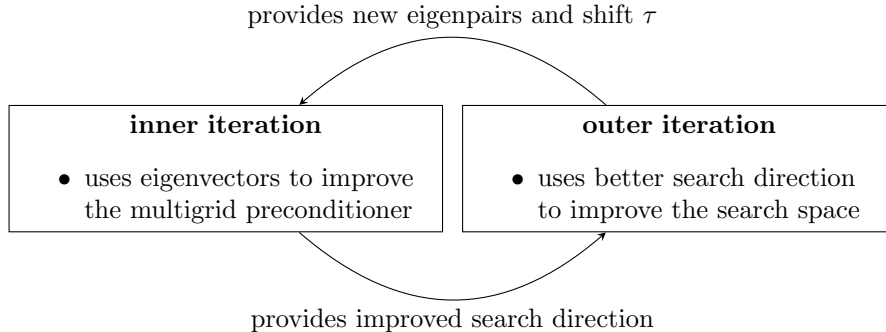 provides new eigenpairs and shift τ
inner iteration
• uses eigenvectors to improve
the multigrid preconditioner
outer iteration
• uses better search direction
to improve the search space
provides improved search direction